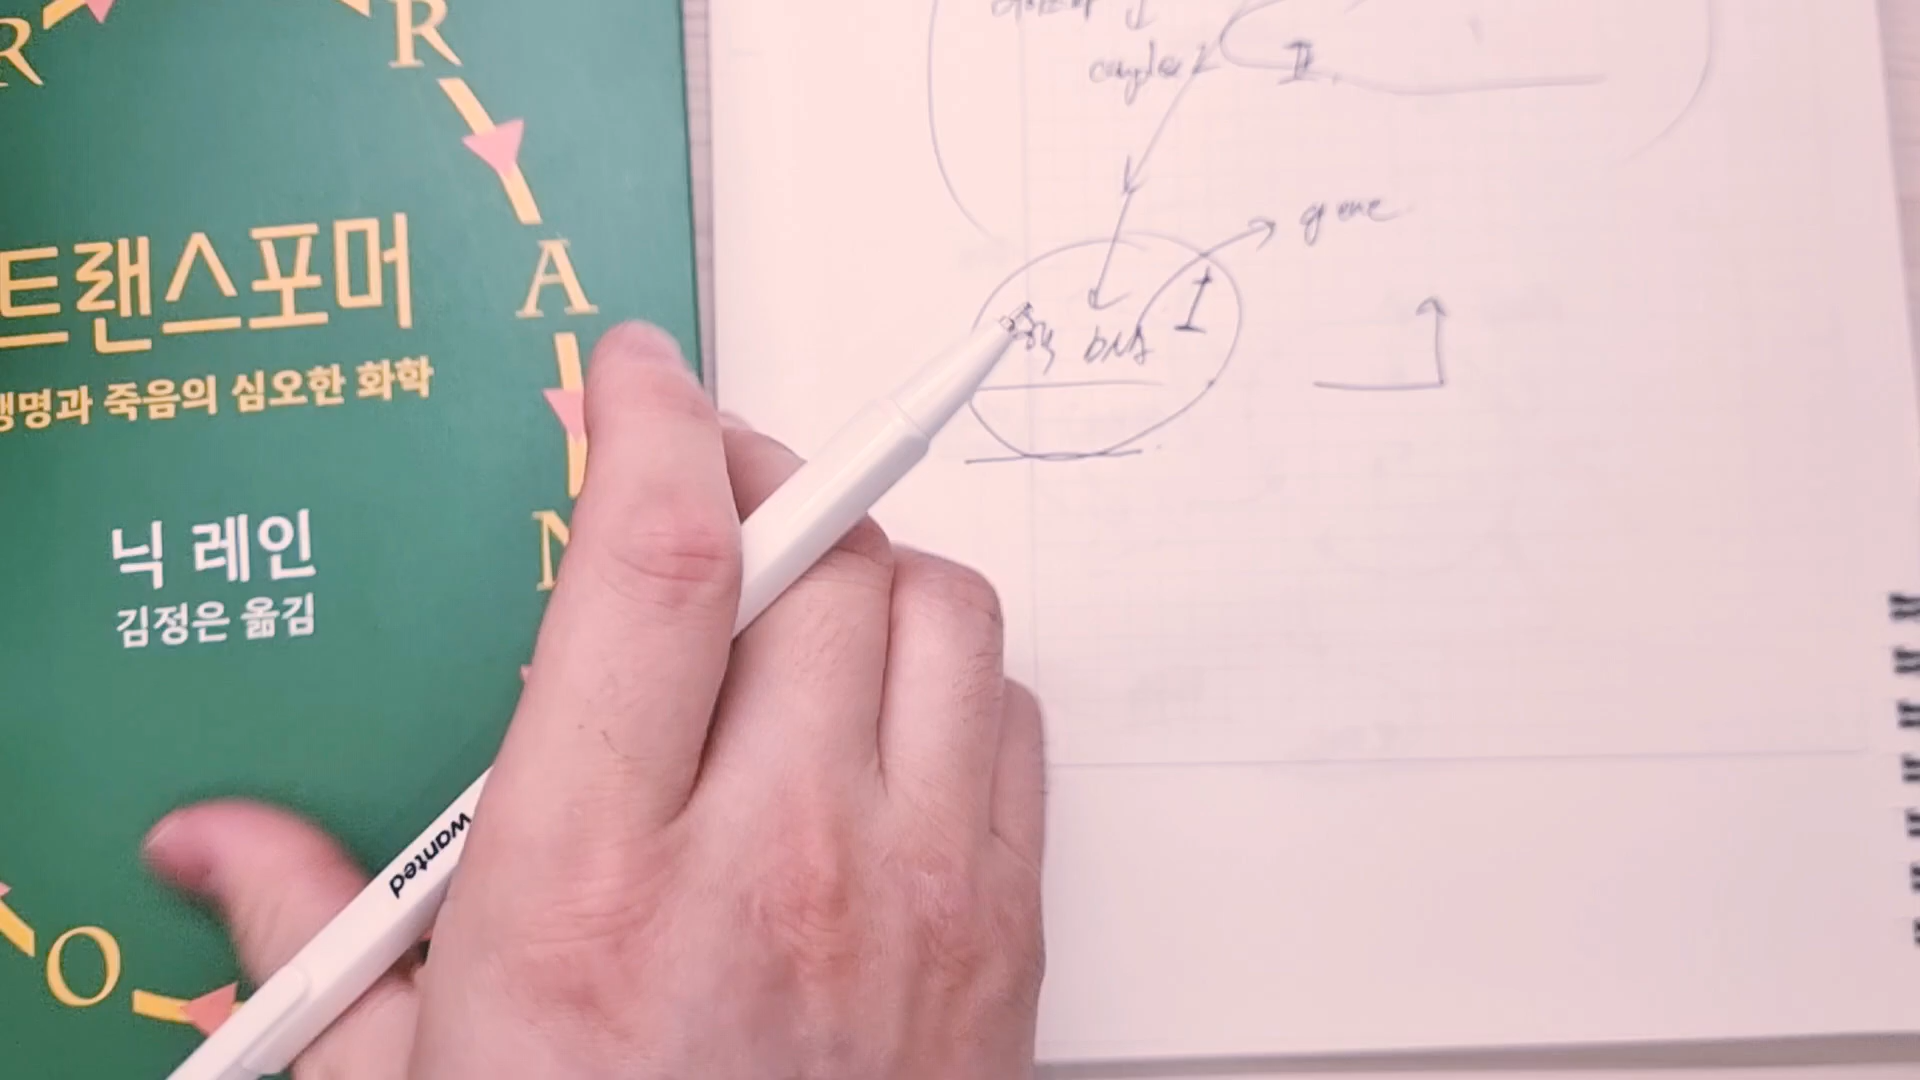 R
R
A
N
O
트랜스포머
생명과 죽음의 심오한 화학
닉 레인
김정은 옮김
wanted
II
gene
I